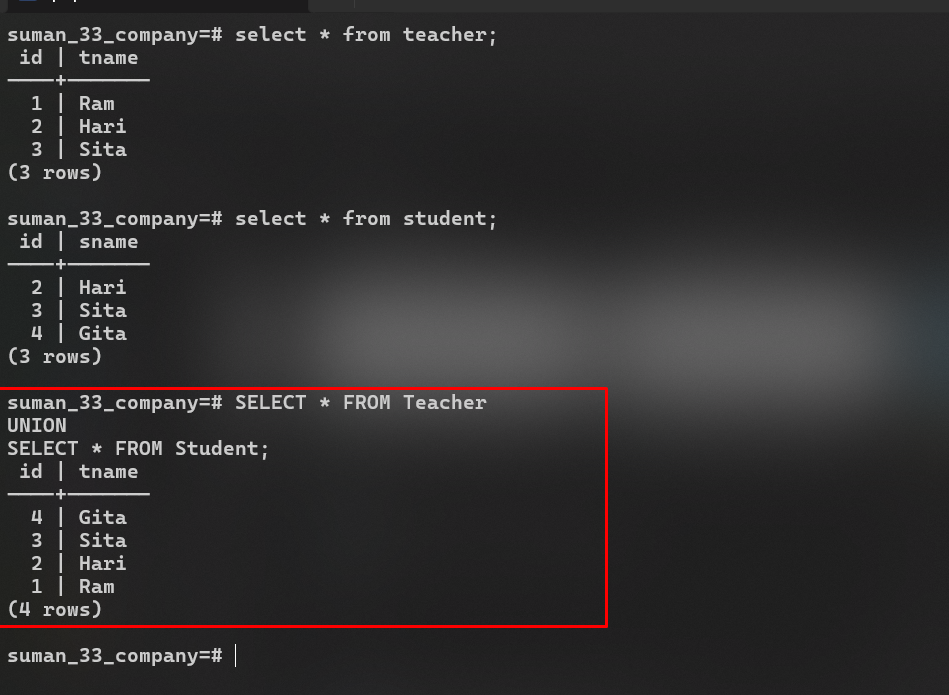 suman_33_company=# select * from teacher;
 id | tname
----+-------
  1 | Ram
  2 | Hari
  3 | Sita
(3 rows)
suman_33_company=# select * from student;
 id | sname
----+-------
  2 | Hari
  3 | Sita
  4 | Gita
(3 rows)
suman_33_company=# SELECT * FROM Teacher
UNION
SELECT * FROM Student;
 id | tname
----+-------
  4 | Gita
  3 | Sita
  2 | Hari
  1 | Ram
(4 rows)
suman_33_company=#